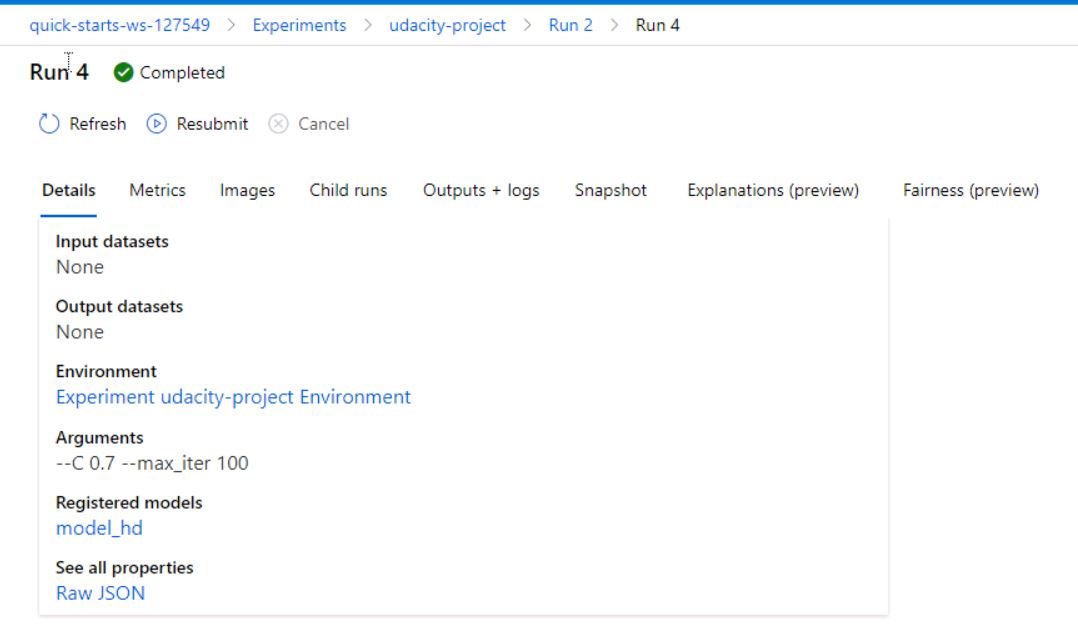 quick-starts-ws-127549 > Experiments > udacity-project > Run 2 > Run 4
Run 4 Completed
Refresh Resubmit Cancel
Details Metrics Images Child runs Outputs + logs Snapshot Explanations (preview) Fairness (preview)
Input datasets
None
Output datasets
None
Environment
Experiment udacity-project Environment
Arguments
--C 0.7 --max_iter 100
Registered models
model_hd
See all properties
Raw JSON